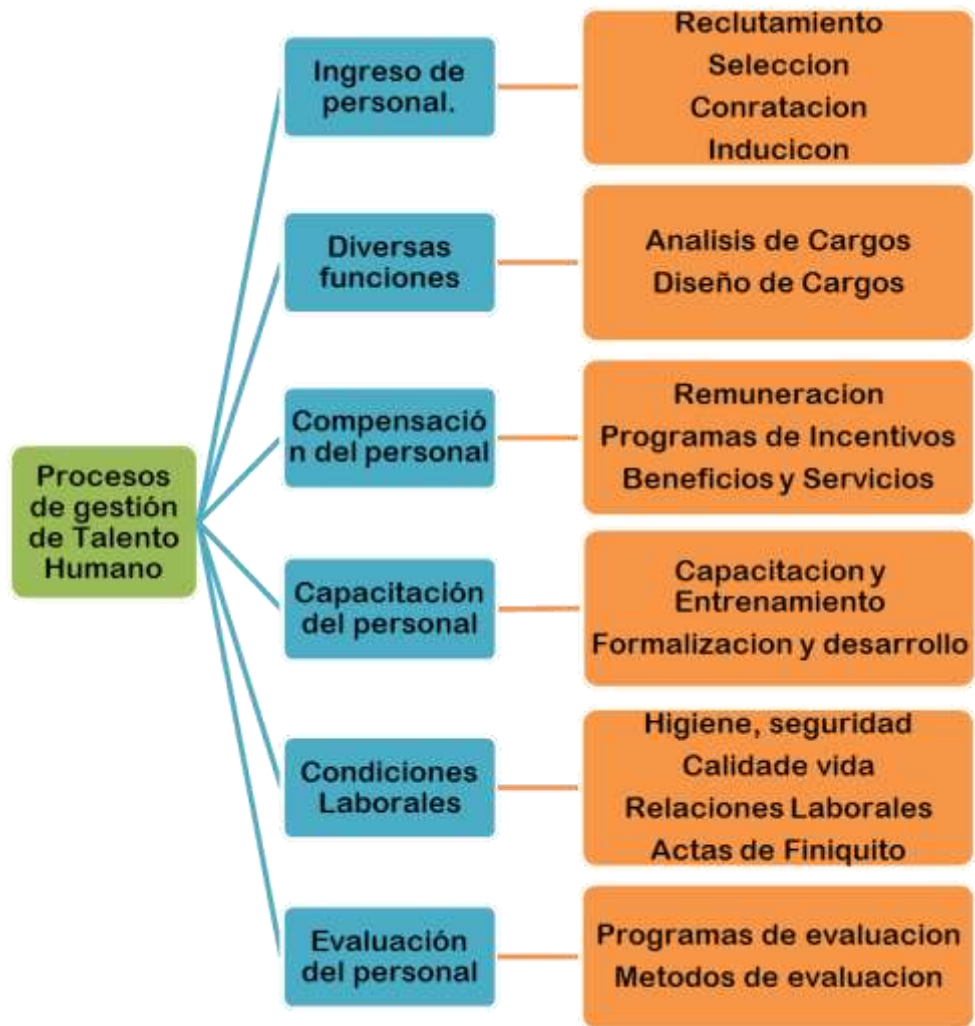 Procesos
de gestión
de Talento
Humano
Ingreso de
personal.
Reclutamiento
Seleccion
Conratacion
Inducicon
Diversas
funciones
Analisis de Cargos
Diseño de Cargos
Compensació
n del personal
Remuneracion
Programas de Incentivos
Beneficios y Servicios
Capacitación
del personal
Capacitacion y
Entrenamiento
Formalizacion y desarrollo
Condiciones
Laborales
Higiene, seguridad
Calidade vida
Relaciones Laborales
Actas de Finiquito
Evaluación
del personal
Programas de evaluacion
Metodos de evaluacion